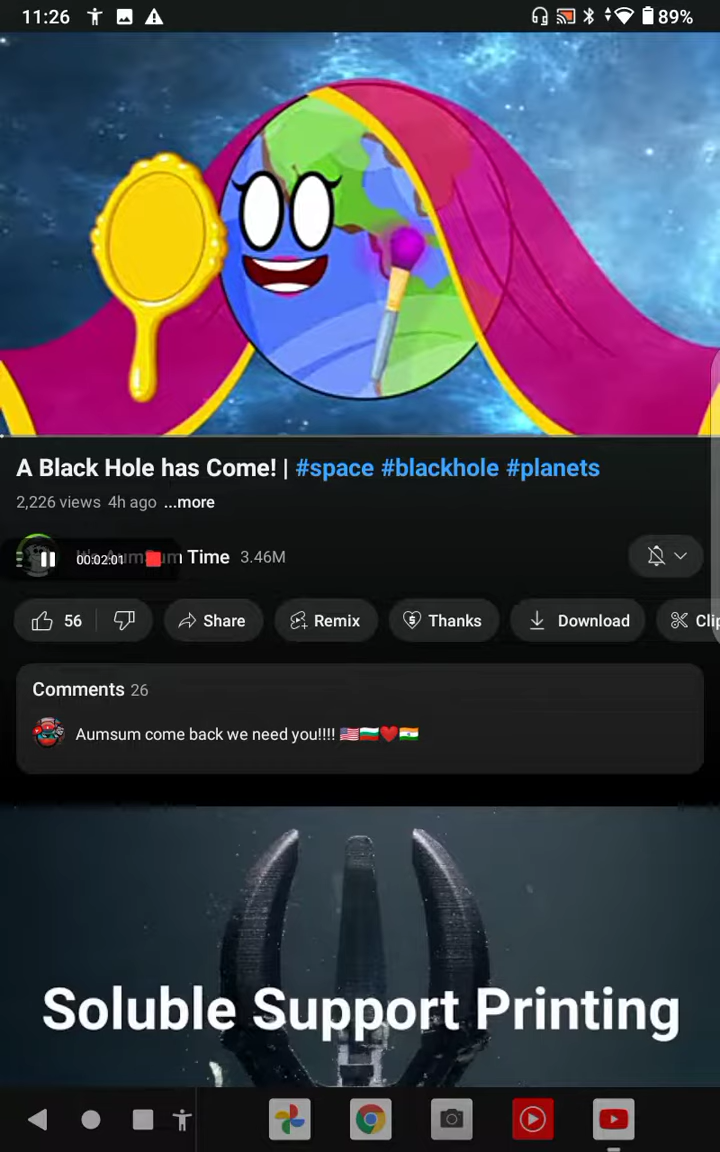 11:26
89%
A Black Hole has Come! | #space #blackhole #planets
2,226 views 4h ago ...more
00:02:01
Time 3.46M
56
Share
Remix
Thanks
Download
Clip
Comments 26
Aumsum come back we need you!!!! 🇺🇸🇧🇬❤️🇮🇳
Soluble Support Printing